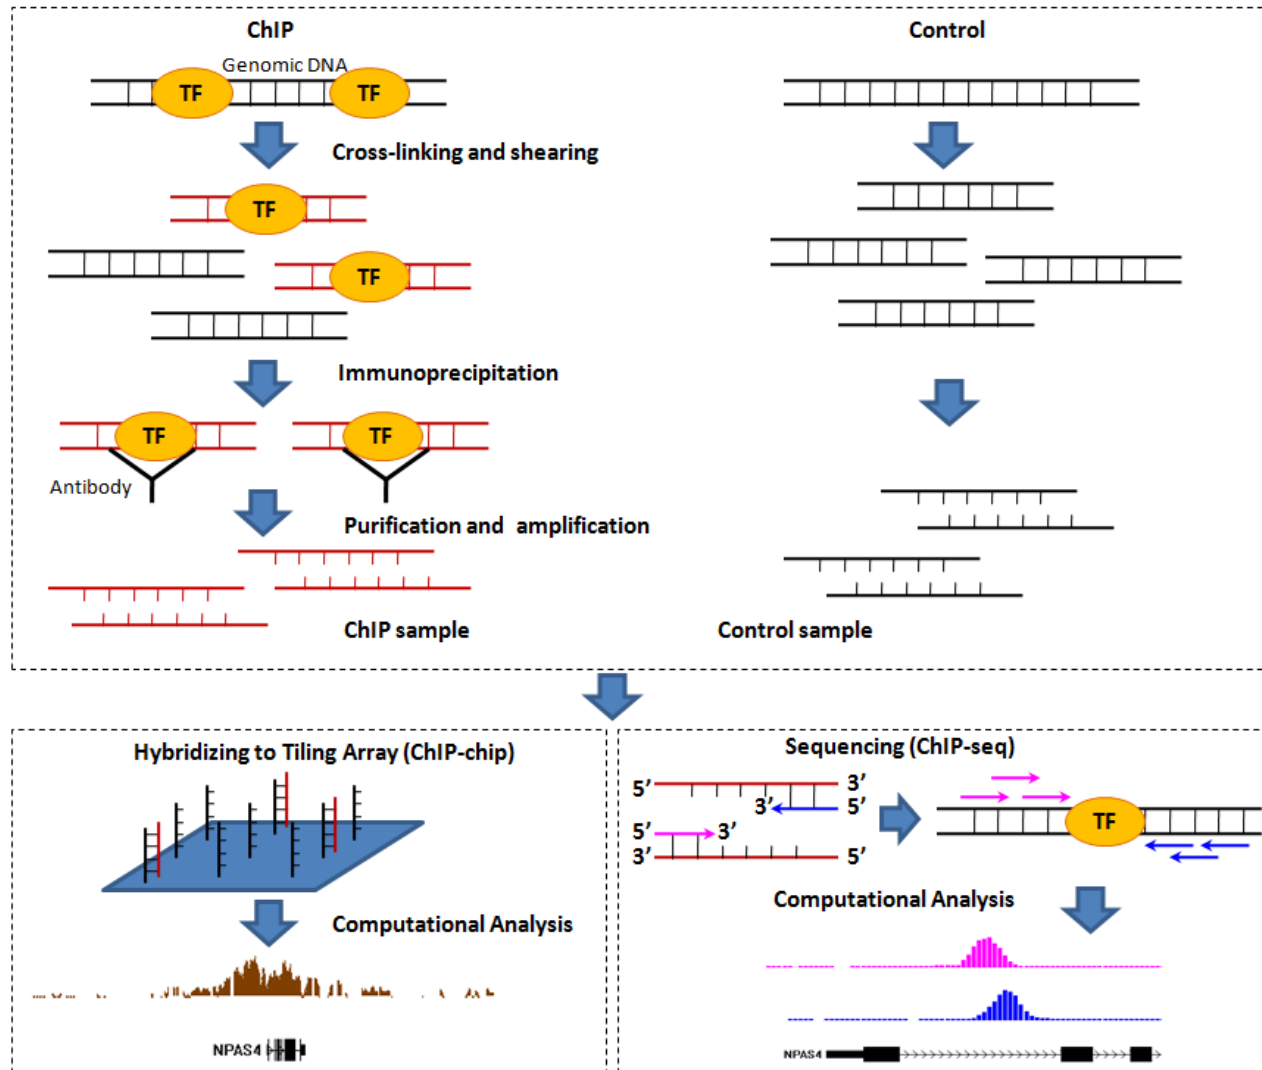 ChIP
Control
Genomic DNA
TF
TF
Cross-linking and shearing
TF
TF
Immunoprecipitation
TF
TF
Antibody
Purification and amplification
ChIP sample
Control sample
Hybridizing to Tiling Array (ChIP-chip)
Sequencing (ChIP-seq)
5’
3’
3’
5’
5’
3’
3’
5’
TF
Computational Analysis
Computational Analysis
NPAS4
NPAS4